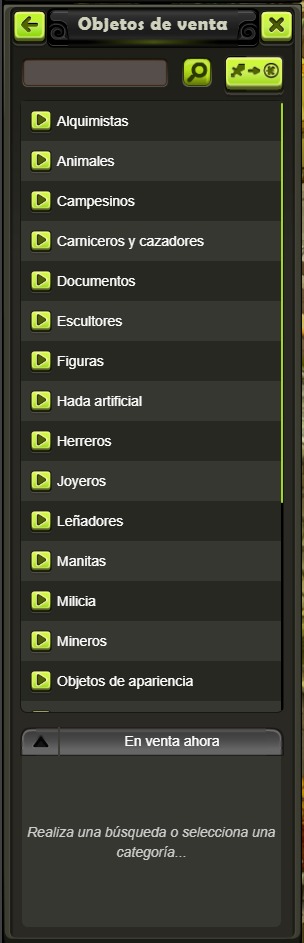 Objetos de venta
Alquimistas
Animales
Campesinos
Carniceros y cazadores
Documentos
Escultores
Figuras
Hada artificial
Herreros
Joyeros
Leñadores
Manitas
Milicia
Mineros
Objetos de apariencia
En venta ahora
Realiza una búsqueda o selecciona una
categoría...